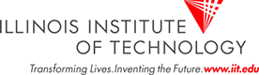 ILLINOIS INSTITUTE
OF TECHNOLOGY
Transforming Lives.Inventing the Future.www.iit.edu